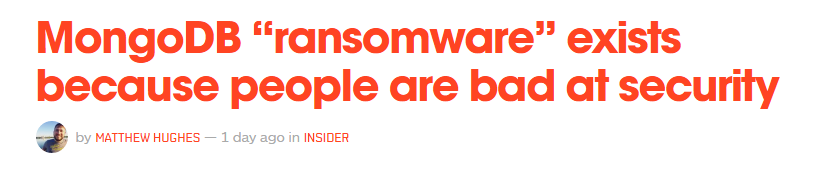 MongoDB “ransomware” exists
because people are bad at security
by MATTHEW HUGHES — 1 day ago in INSIDER